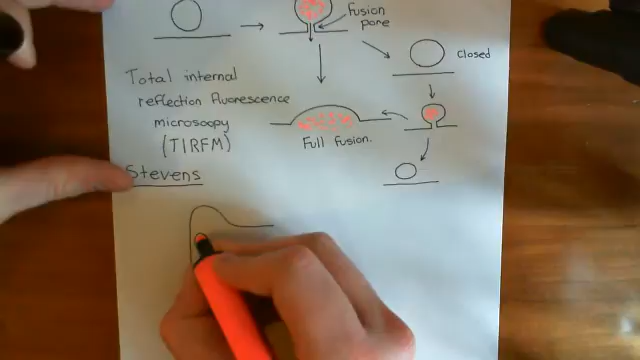 Fusion
pore
Closed
Total internal
reflection fluorescence
microscopy
(TIRFM)
Full fusion.
Stevens